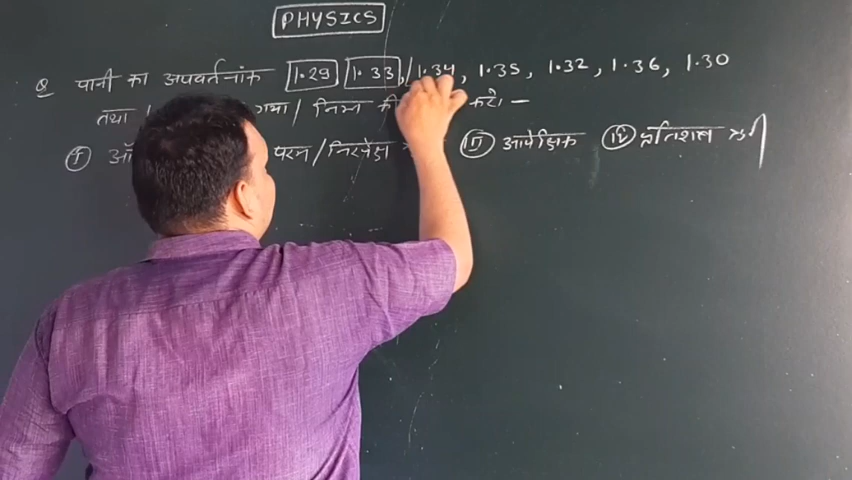 PHYSICS
Q पानी का अपवर्तनांक 1.29 1.33, 1.34, 1.35, 1.32, 1.36, 1.30
तथा गया/ निम्न करो –
(I) परम/निरपेक्ष (III) आपेक्षिक (IV) प्रतिशत